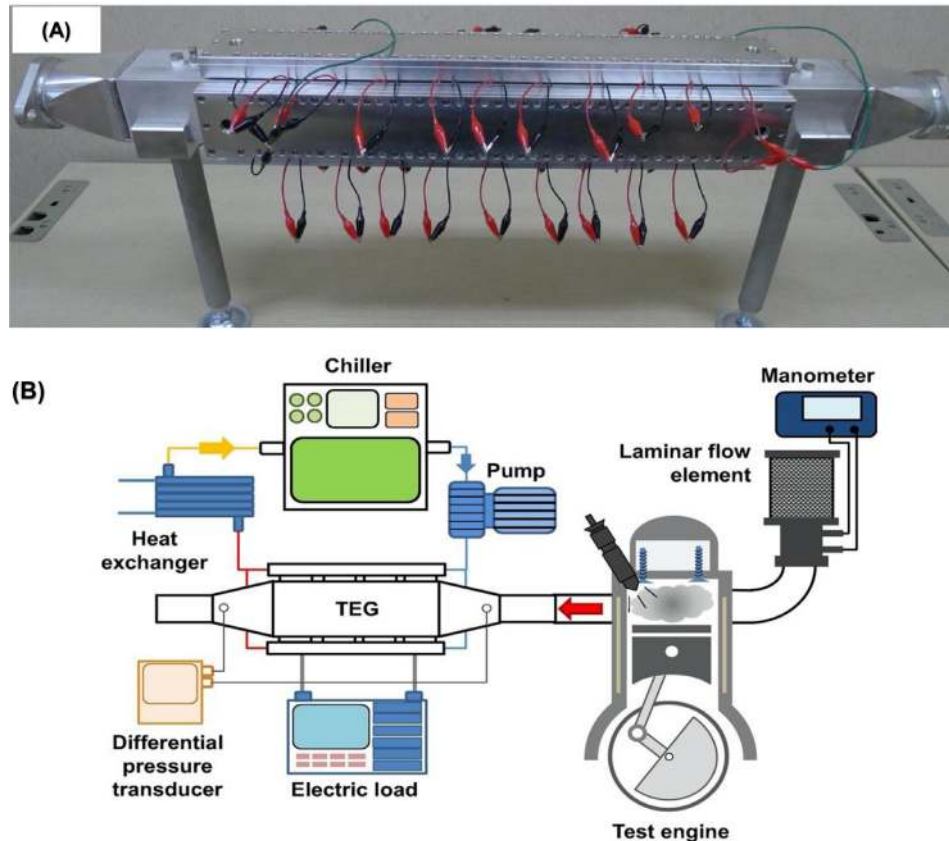 (A)
(B)
Chiller
Manometer
Laminar flow
element
Pump
Heat
exchanger
TEG
Differential
pressure
transducer
Electric load
Test engine